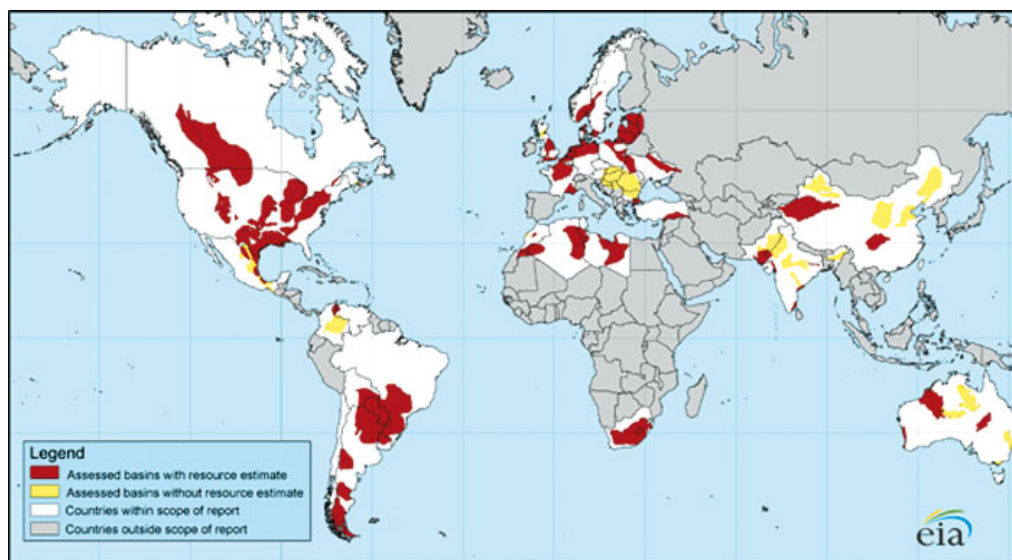 Legend
Assessed basins with resource estimate
Assessed basins without resource estimate
Countries within scope of report
Countries outside scope of report
eia